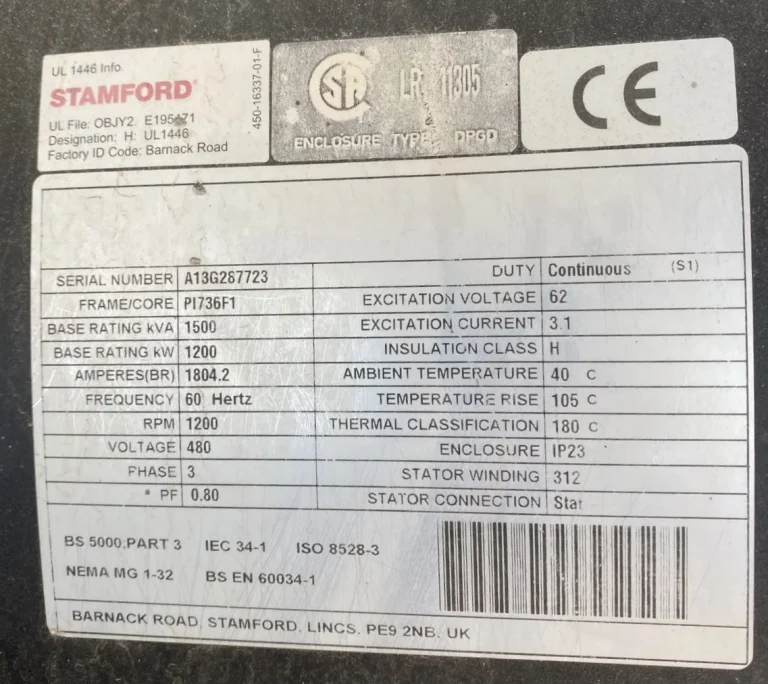 UL 1446 Info.
STAMFORD
UL File: OBJY2. E195471
Designation: H: UL1446
Factory ID Code: Barnack Road
450-16337-01-F
SA
LR 11305
ENCLOSURE TYPE DPGD
CE
SERIAL NUMBER A13G287723
FRAME/CORE PI736F1
BASE RATING kVA 1500
BASE RATING kW 1200
AMPERES(BR) 1804.2
FREQUENCY 60 Hertz
RPM 1200
VOLTAGE 480
PHASE 3
* PF 0.80
DUTY Continuous (S1)
EXCITATION VOLTAGE 62
EXCITATION CURRENT 3.1
INSULATION CLASS H
AMBIENT TEMPERATURE 40 C
TEMPERATURE RISE 105 C
THERMAL CLASSIFICATION 180 C
ENCLOSURE IP23
STATOR WINDING 312
STATOR CONNECTION Star
BS 5000,PART 3 IEC 34-1 ISO 8528-3
NEMA MG 1-32 BS EN 60034-1
BARNACK ROAD, STAMFORD, LINCS. PE9 2NB, UK